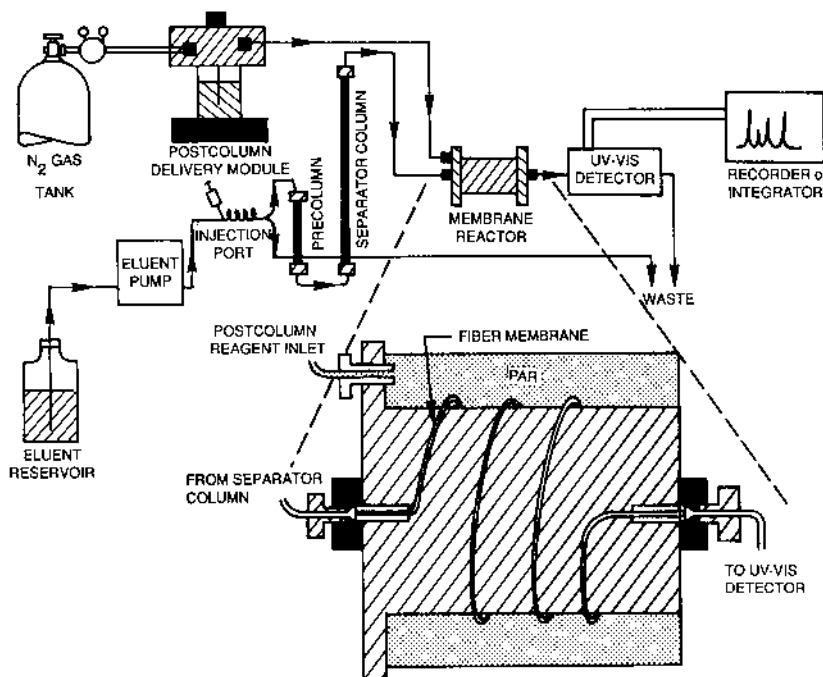 N2 GAS
TANK
POSTCOLUMN
DELIVERY MODULE
PRECOLUMN
SEPARATOR COLUMN
INJECTION
PORT
ELUENT
PUMP
ELUENT
RESERVOIR
MEMBRANE
REACTOR
UV-VIS
DETECTOR
RECORDER o
INTEGRATOR
WASTE
POSTCOLUMN
REAGENT INLET
FIBER MEMBRANE
PAR
FROM SEPARATOR
COLUMN
TO UV-VIS
DETECTOR